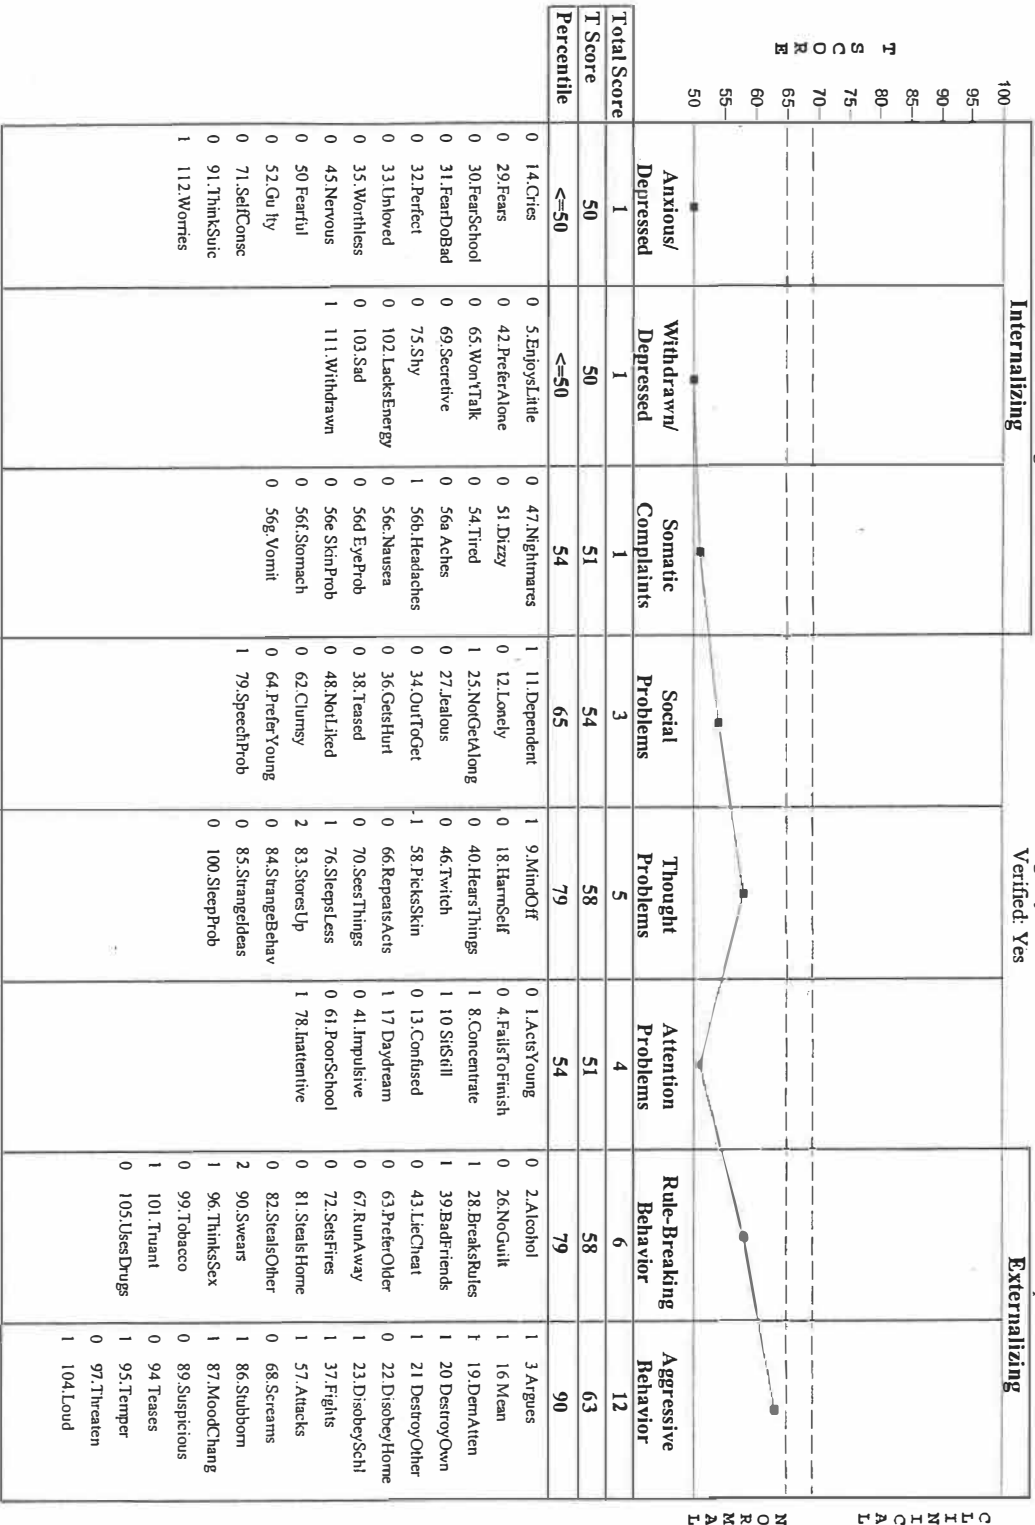 Verified: Yes
Internalizing
Externalizing
100
95
90
85
80
75
70
65
60
55
50
T SCORE
CLINICAL
NORMAL
Anxious/ Depressed
Withdrawn/ Depressed
Somatic Complaints
Social Problems
Thought Problems
Attention Problems
Rule-Breaking Behavior
Aggressive Behavior
Total Score 1 1 1 3 5 4 6 12
T Score 50 50 51 54 58 51 58 63
Percentile <=50 <=50 54 65 79 54 79 90
0 14.Cries
0 29.Fears
0 30.FearSchool
0 31.FearDoBad
0 32.Perfect
0 33.Unloved
0 35.Worthless
0 45.Nervous
0 50 Fearful
0 52.Gu lty
0 71.SelfConsc
0 91.ThinkSuic
1 112.Worries
0 5.EnjoysLittle
0 42.PreferAlone
0 65.Won'tTalk
0 69.Secretive
0 75.Shy
0 102.LacksEnergy
0 103.Sad
1 111.Withdrawn
0 47.Nightmares
0 51.Dizzy
0 54.Tired
0 56a Aches
1 56b.Headaches
0 56c.Nausea
0 56d EyeProb
0 56e SkinProb
0 56f.Stomach
0 56g.Vomit
1 11.Dependent
0 12.Lonely
1 25.NotGetAlong
0 27.Jealous
0 34.OutToGet
0 36.GetsHurt
0 38.Teased
0 48.NotLiked
0 62.Clumsy
0 64.PreferYoung
1 79.SpeechProb
1 9.MindOff
0 18.HarmSelf
0 40.HearsThings
0 46.Twitch
1 58.PicksSkin
0 66.RepeatsActs
0 70.SeesThings
1 76.SleepsLess
2 83.StoresUp
0 84.StrangeBehav
0 85.StrangeIdeas
0 100.SleepProb
0 1.ActsYoung
0 4.FailsToFinish
1 8.Concentrate
1 10 SitStill
0 13.Confused
1 17 Daydream
0 41.Impulsive
0 61.PoorSchool
1 78.Inattentive
0 2.Alcohol
0 26.NoGuilt
1 28.BreaksRules
1 39.BadFriends
0 43.LieCheat
0 63.PreferOlder
0 67.RunAway
0 72.SetsFires
0 81.StealsHome
0 82.StealsOther
2 90.Swears
1 96.ThinksSex
0 99.Tobacco
1 101.Truant
0 105.UsesDrugs
1 3 Argues
1 16 Mean
1 19.DemAtten
1 20 DestroyOwn
1 21 DestroyOther
0 22.DisobeyHome
1 23.DisobeySchl
1 37.Fights
1 57.Attacks
0 68.Screams
1 86.Stubborn
1 87.MoodChang
0 89.Suspicious
0 94 Teases
1 95.Temper
0 97.Threaten
1 104.Loud